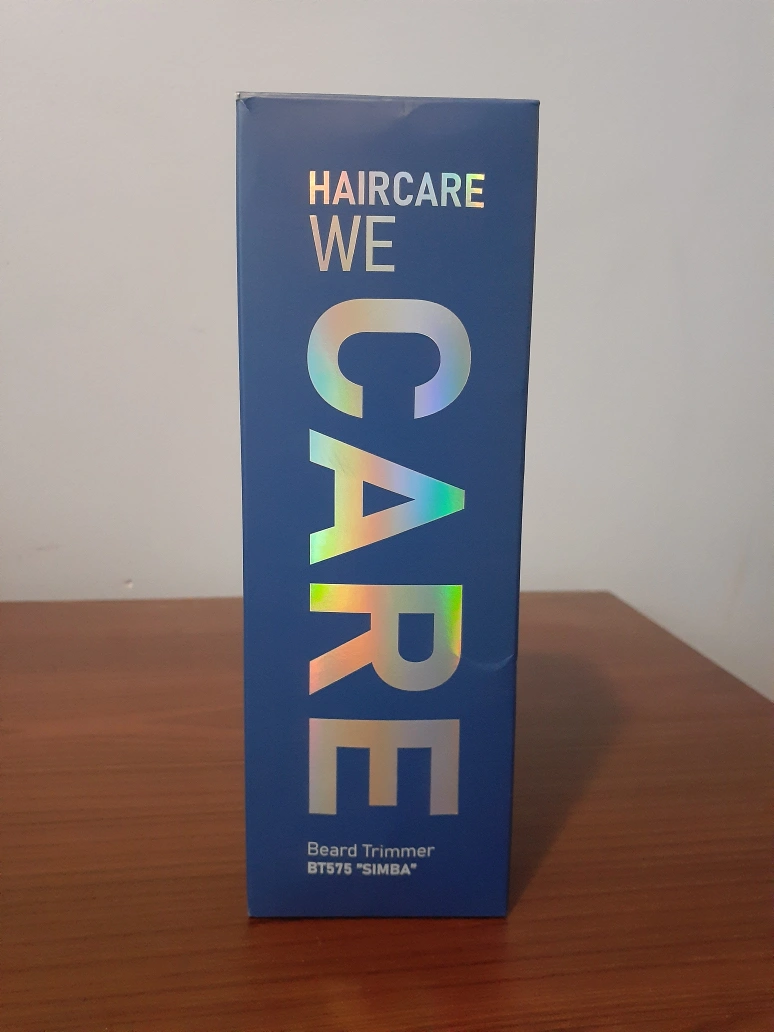 HAIRCARE
WE
CARE
Beard Trimmer
BT575 "SIMBA"